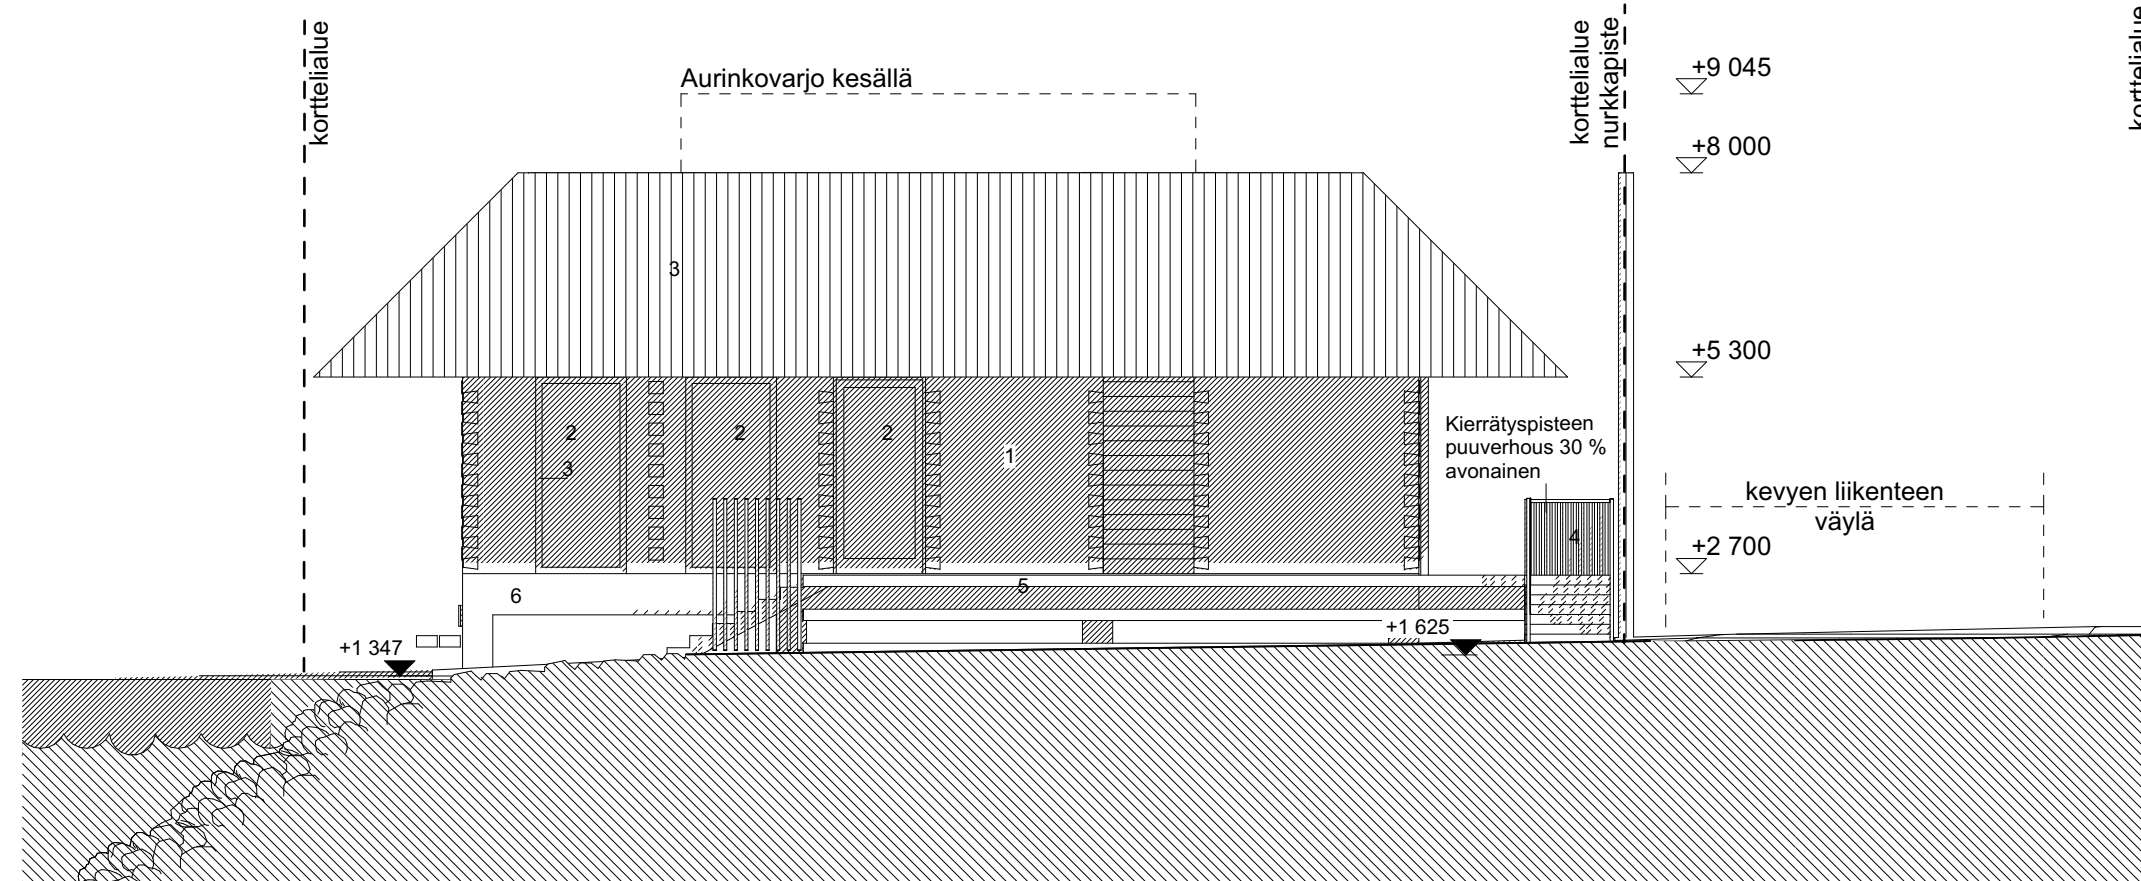 korttelialue
Aurinkovarjo kesällä
korttelialue
nurkkapiste
korttelialue
+9 045
+8 000
3
+5 300
2
2
2
3
1
Kierrätyspisteen
puuverhous 30 %
avonainen
4
kevyen liikenteen
väylä
+2 700
6
5
+1 625
+1 347